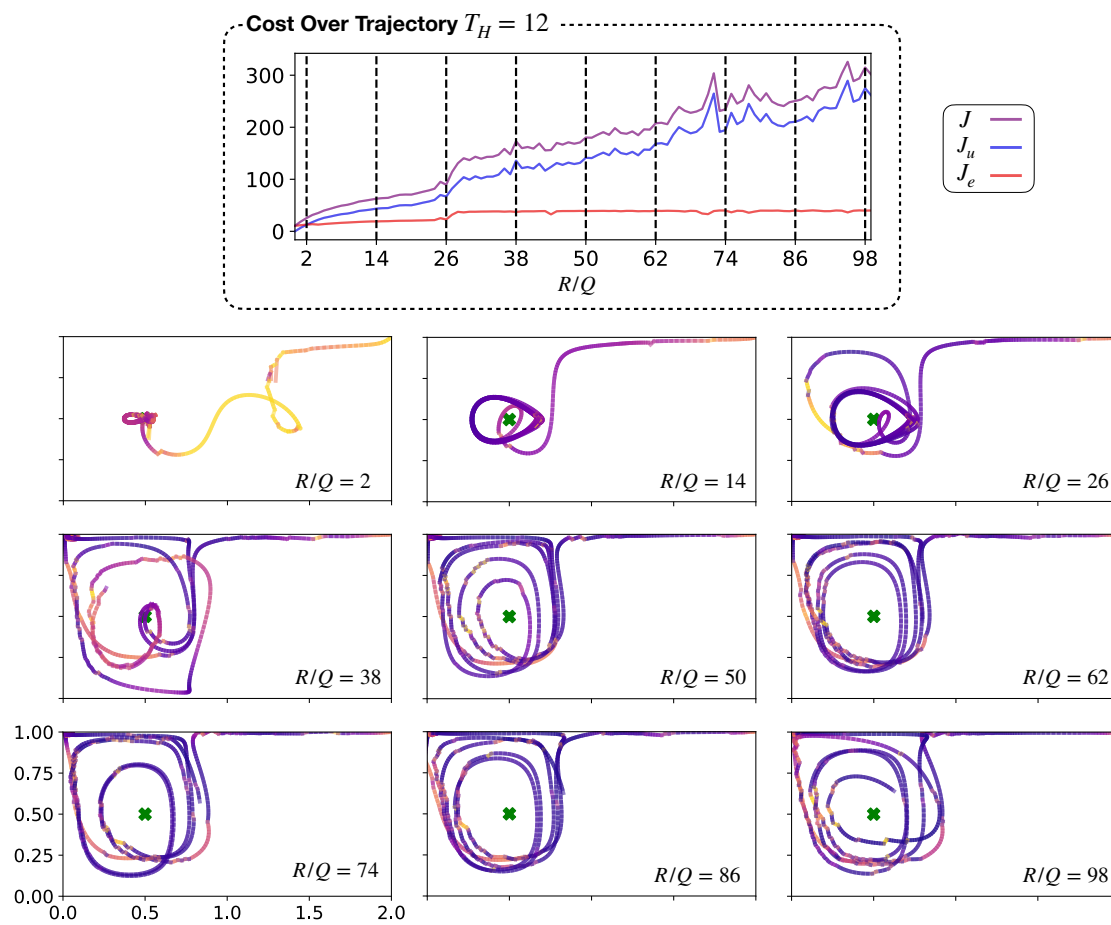 Cost Over Trajectory T_H = 12
300
200
100
0
2 14 26 38 50 62 74 86 98
R/Q
J
J_u
J_e
R/Q = 2
R/Q = 14
R/Q = 26
R/Q = 38
R/Q = 50
R/Q = 62
1.00
0.75
0.50
0.25
0.00
0.0 0.5 1.0 1.5 2.0
R/Q = 74
R/Q = 86
R/Q = 98